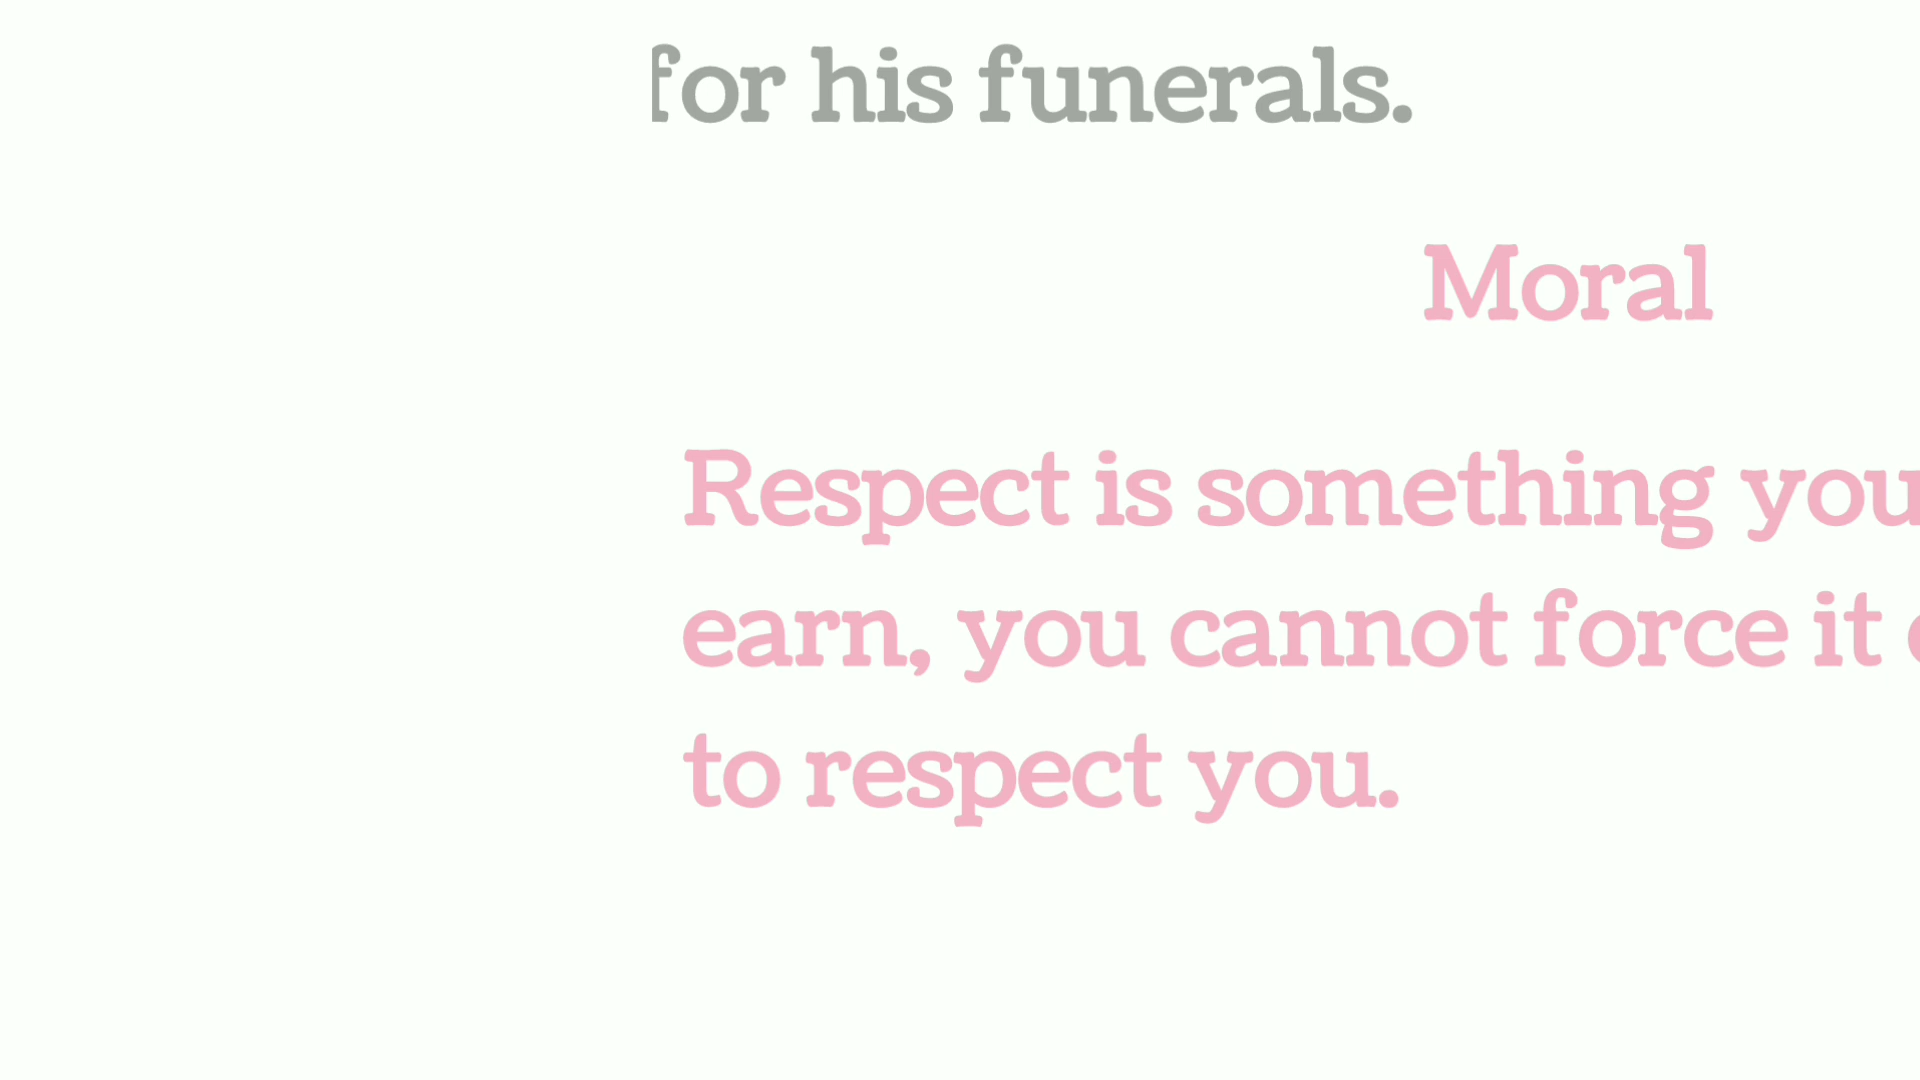 for his funerals.
Moral
Respect is something you
earn, you cannot force it
to respect you.